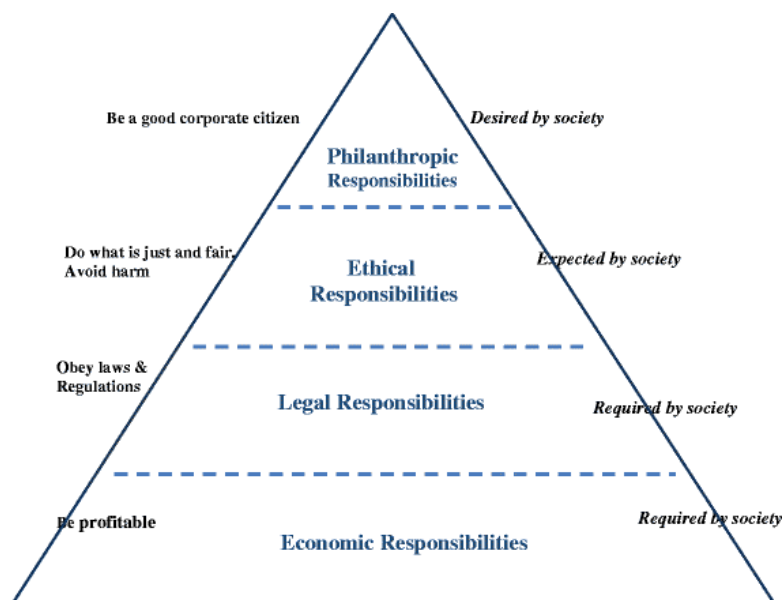 Be a good corporate citizen
Desired by society
Philanthropic
Responsibilities
Do what is just and fair,
Avoid harm
Expected by society
Ethical
Responsibilities
Obey laws &
Regulations
Legal Responsibilities
Required by society
Be profitable
Required by society
Economic Responsibilities